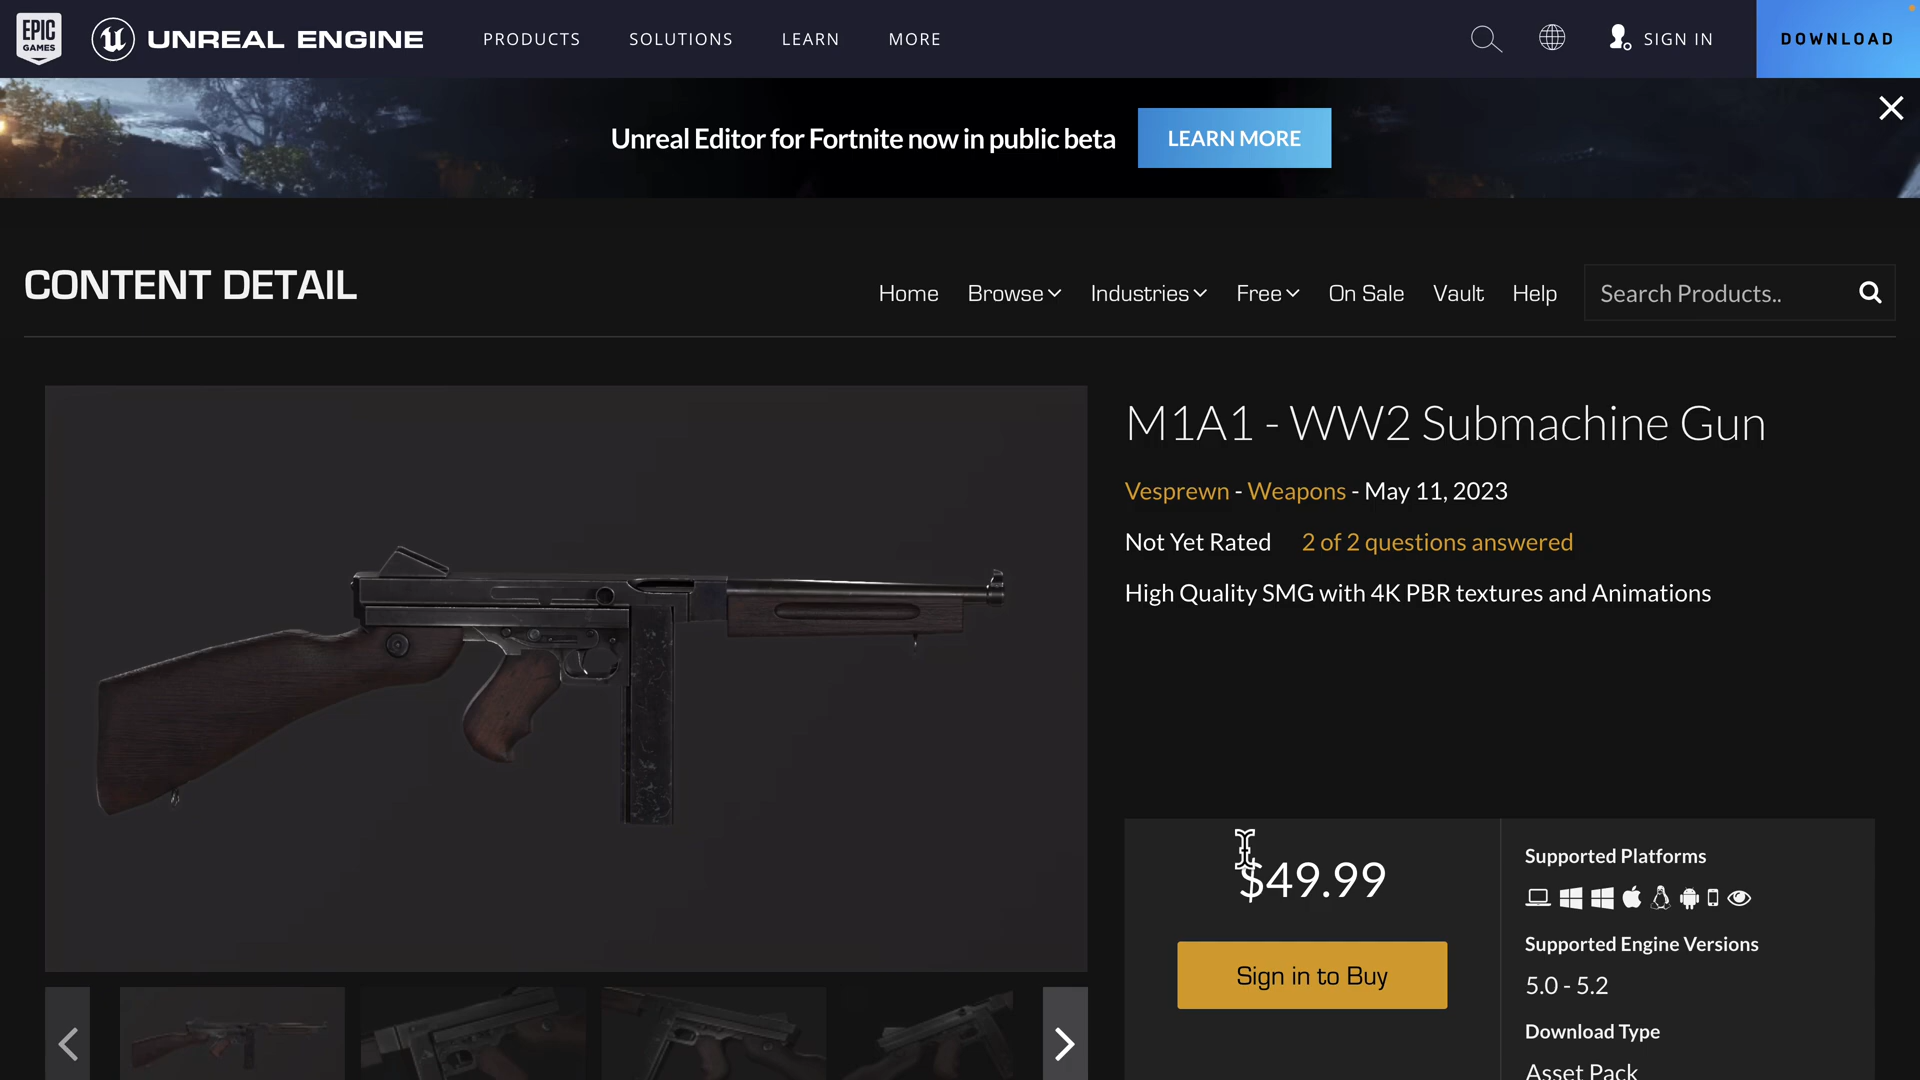 EPIC
GAMES
UNREAL ENGINE
PRODUCTS
SOLUTIONS
LEARN
MORE
SIGN IN
DOWNLOAD
Unreal Editor for Fortnite now in public beta
LEARN MORE
CONTENT DETAIL
Home
Browse
Industries
Free
On Sale
Vault
Help
Search Products..
M1A1 - WW2 Submachine Gun
Vesprewn - Weapons - May 11, 2023
Not Yet Rated 2 of 2 questions answered
High Quality SMG with 4K PBR textures and Animations
$49.99
Sign in to Buy
Supported Platforms
Supported Engine Versions
5.0 - 5.2
Download Type
Asset Pack